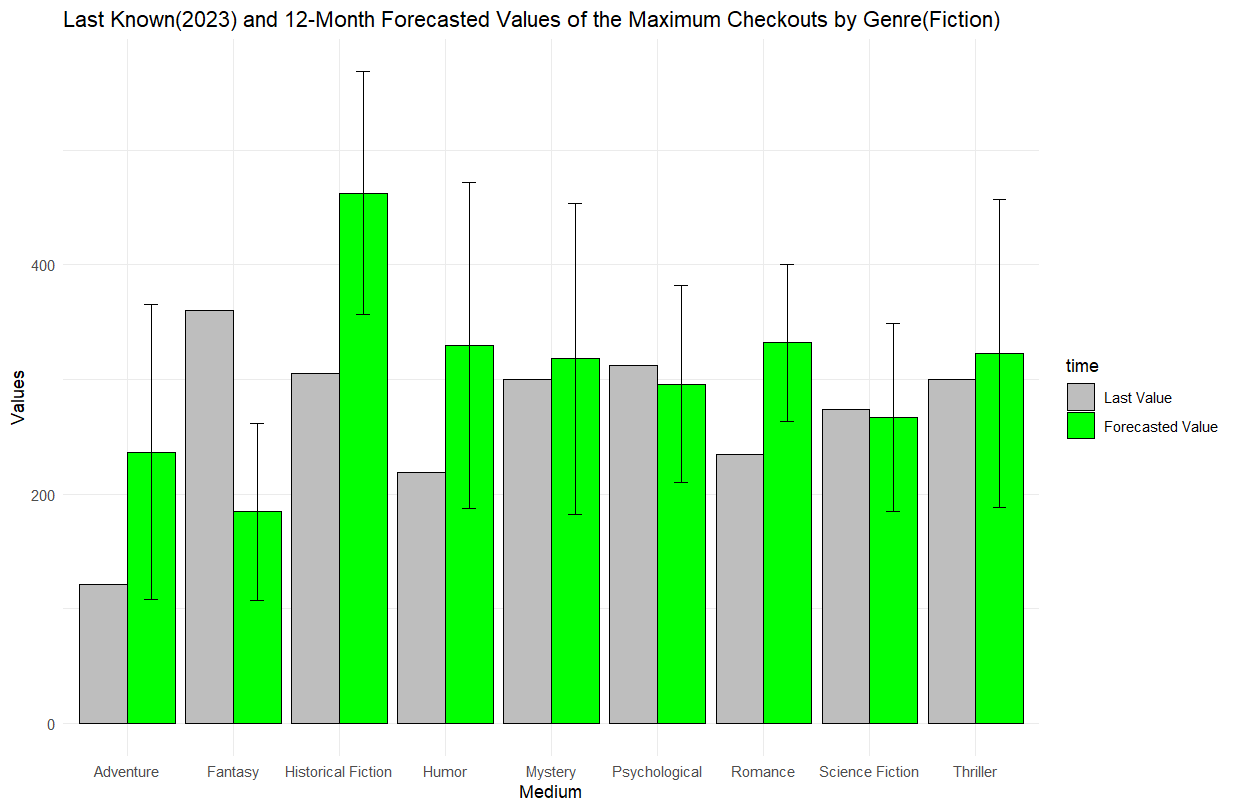 Last Known(2023) and 12-Month Forecasted Values of the Maximum Checkouts by Genre(Fiction)
Values
400
200
0
Adventure Fantasy Historical Fiction Humor Mystery Psychological Romance Science Fiction Thriller
Medium
time
Last Value
Forecasted Value